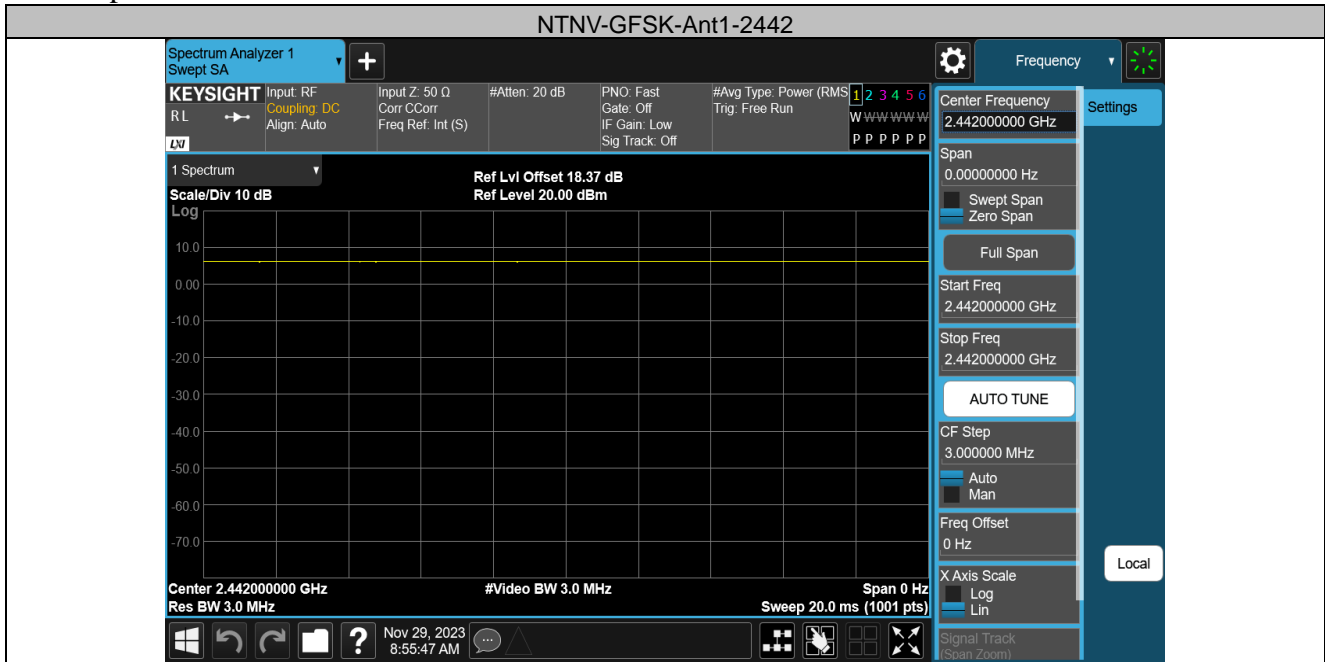 NTNV-GFSK-Ant1-2442
Spectrum Analyzer 1
Swept SA
+
Frequency
KEYSIGHT
RL
LXI
Input: RF
Coupling: DC
Align: Auto
Input Z: 50 Ω
Corr CCorr
Freq Ref: Int (S)
#Atten: 20 dB
PNO: Fast
Gate: Off
IF Gain: Low
Sig Track: Off
#Avg Type: Power (RMS
Trig: Free Run
1 2 3 4 5 6
W W W W W W
P P P P P P
1 Spectrum
Scale/Div 10 dB
Ref Lvl Offset 18.37 dB
Ref Level 20.00 dBm
Log
10.0
0.00
-10.0
-20.0
-30.0
-40.0
-50.0
-60.0
-70.0
Center 2.442000000 GHz
#Video BW 3.0 MHz
Span 0 Hz
Res BW 3.0 MHz
Sweep 20.0 ms (1001 pts)
Center Frequency
2.442000000 GHz
Settings
Span
0.00000000 Hz
Swept Span
Zero Span
Full Span
Start Freq
2.442000000 GHz
Stop Freq
2.442000000 GHz
AUTO TUNE
CF Step
3.000000 MHz
Auto
Man
Freq Offset
0 Hz
X Axis Scale
Log
Lin
Local
Signal Track
(Span Zoom)
?
Nov 29, 2023
8:55:47 AM